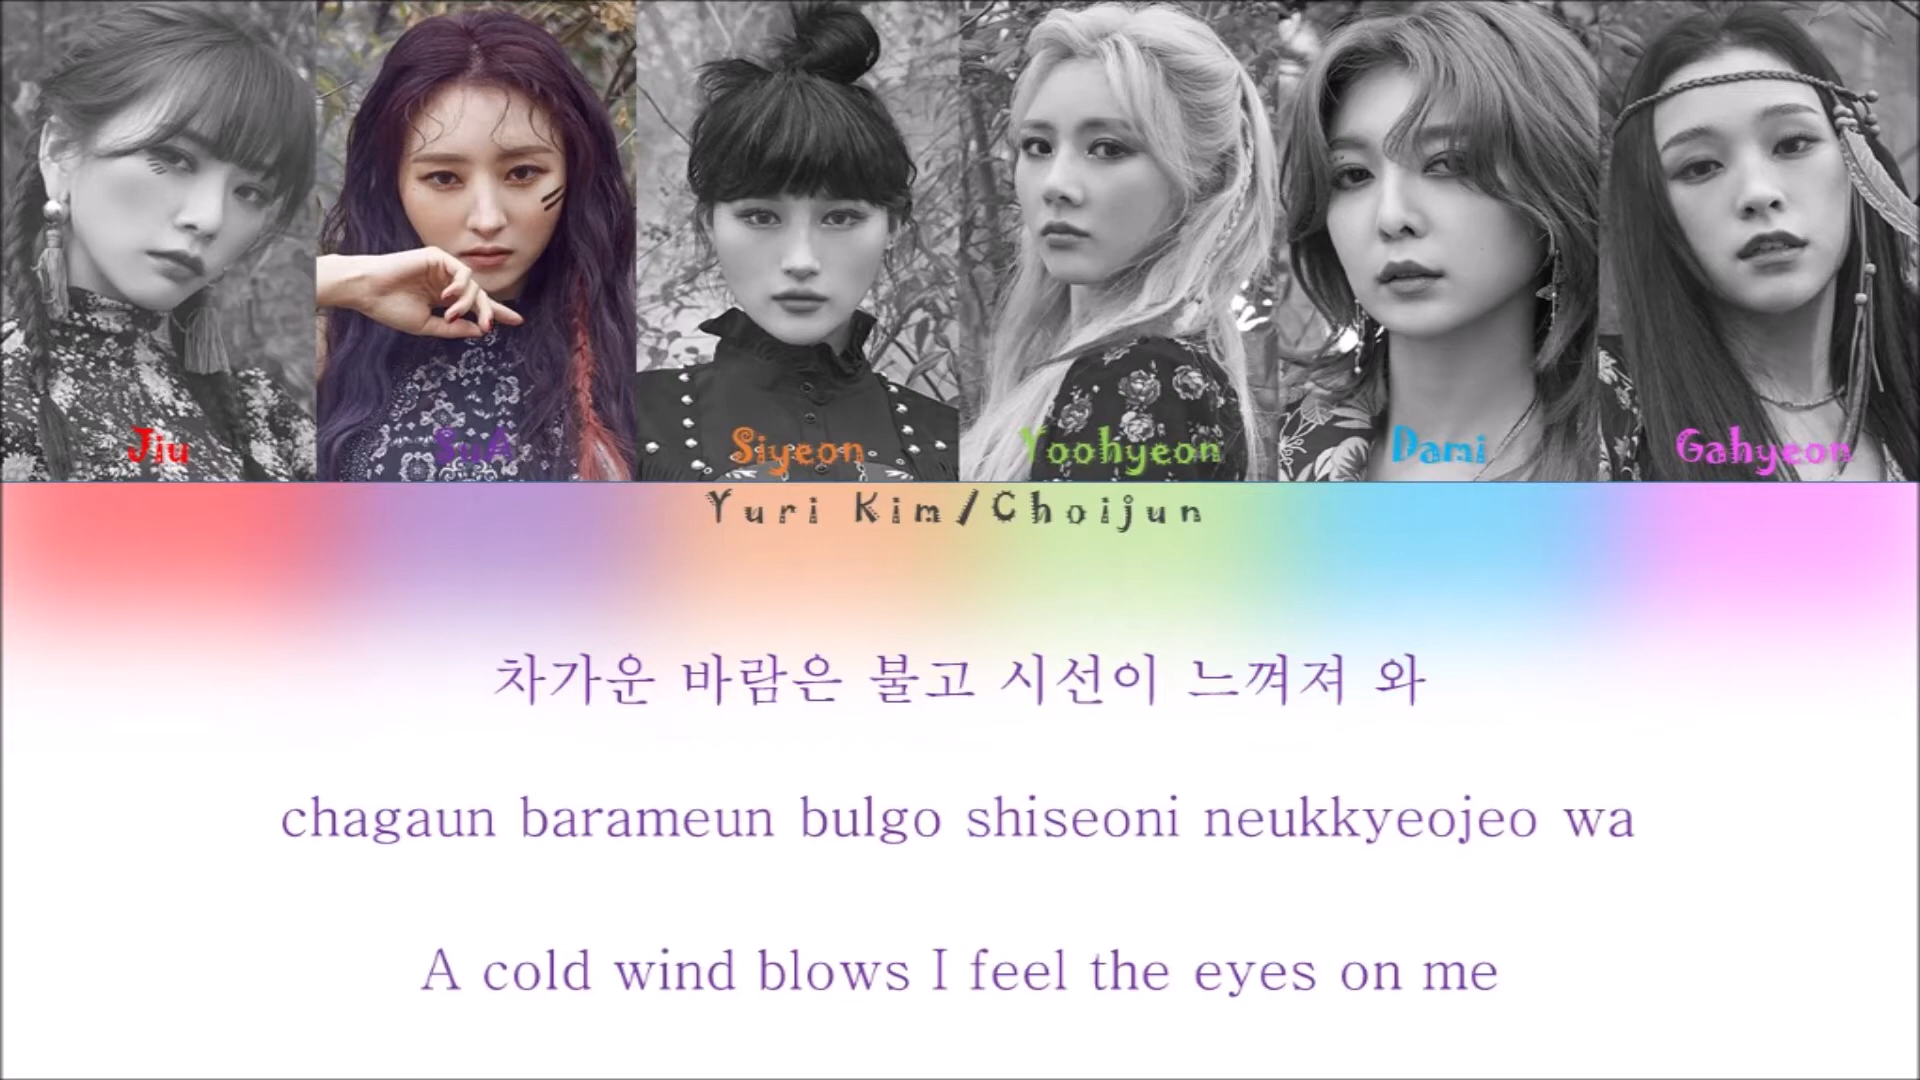 Jiu SuA Siyeon Yoohyeon Dami Gahyeon
Yuri Kim/Choijun
차가운 바람은 불고 시선이 느껴져 와
chagaun barameun bulgo shiseoni neukkyeojeo wa
A cold wind blows I feel the eyes on me